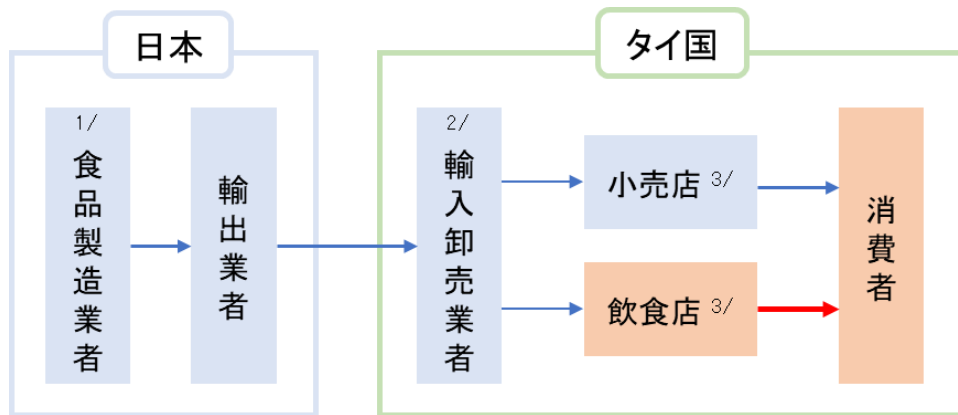 日本
タイ国
1/
食品製造業者
輸出業者
2/
輸入卸売業者
小売店 3/
飲食店 3/
消費者